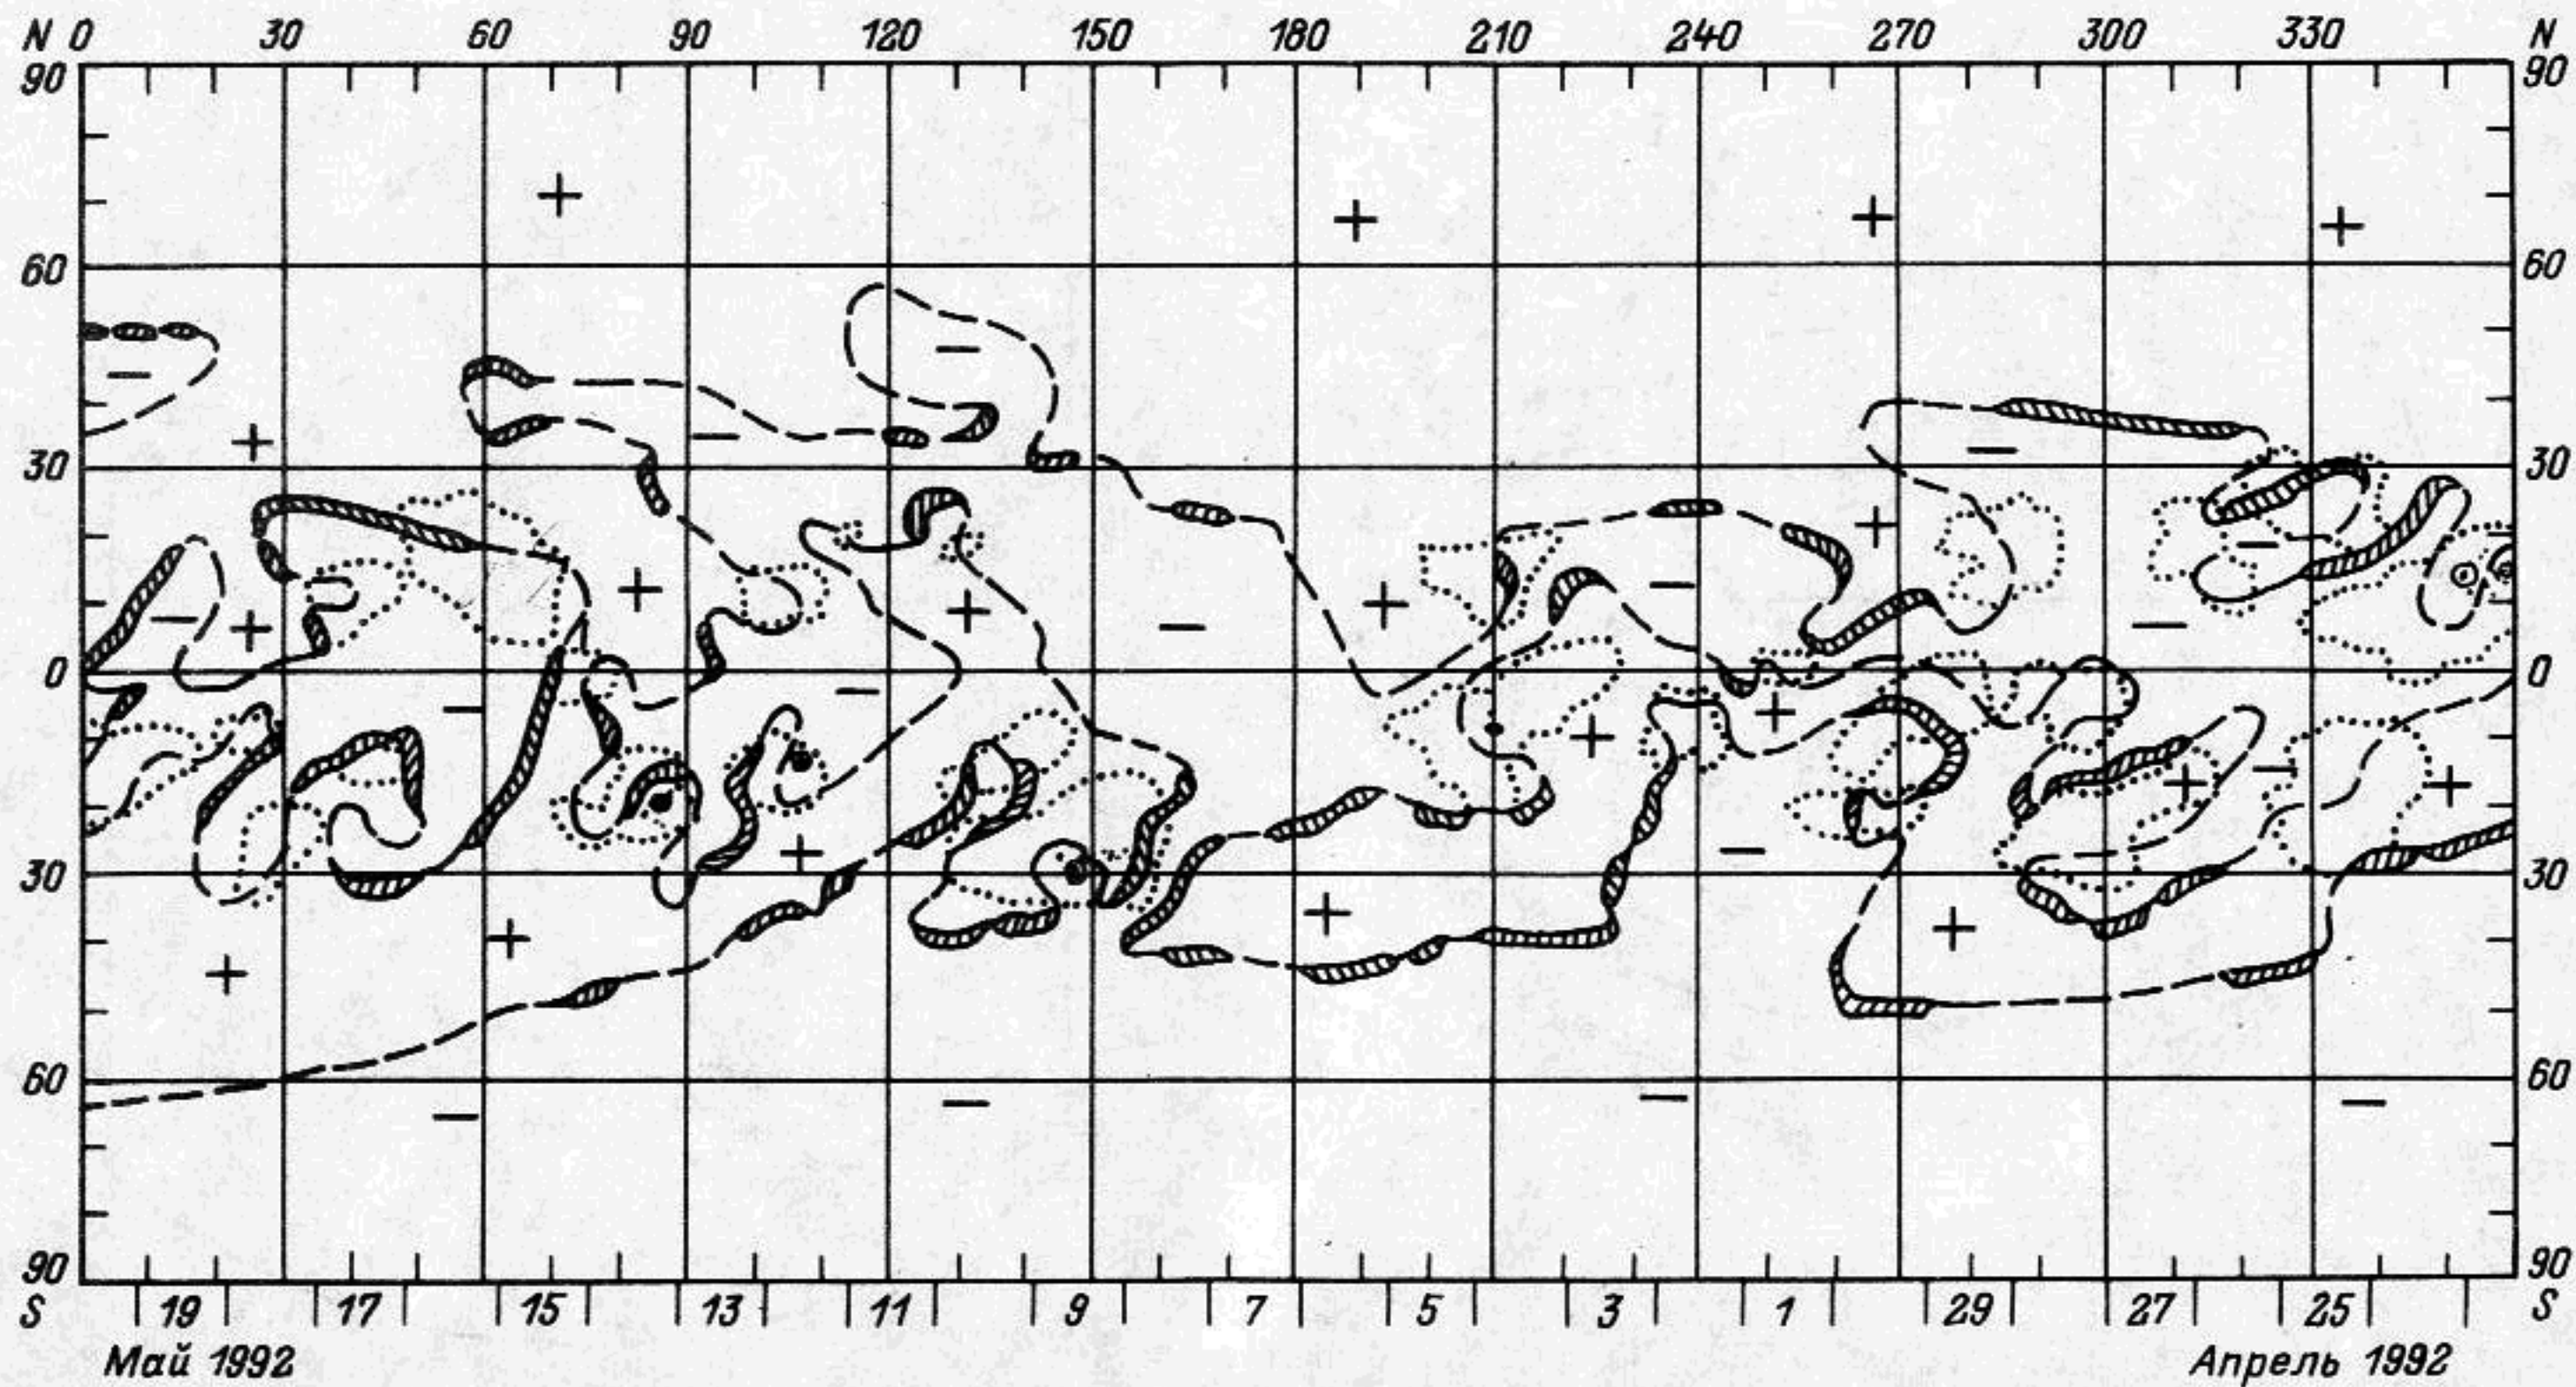 N 0 30 60 90 120 150 180 210 240 270 300 330 N
90 90
+ + + +
60 60
−
−
+ − −
30 30
+
+ − −
− + + + − + −
0 0
− − + +
+ − +
+ −
30 30
+ + +
+
60 60
− − − −
90 90
S | 19 | | 17 | | 15 | | 13 | | 11 | | 9 | | 7 | | 5 | | 3 | | 1 | | 29 | | 27 | | 25 | | S
Май 1992 Апрель 1992